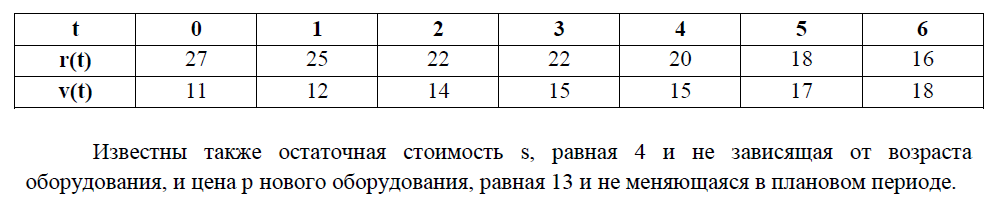 t 0 1 2 3 4 5 6
r(t) 27 25 22 22 20 18 16
v(t) 11 12 14 15 15 17 18
Известны также остаточная стоимость s, равная 4 и не зависящая от возраста
оборудования, и цена p нового оборудования, равная 13 и не меняющаяся в плановом периоде.